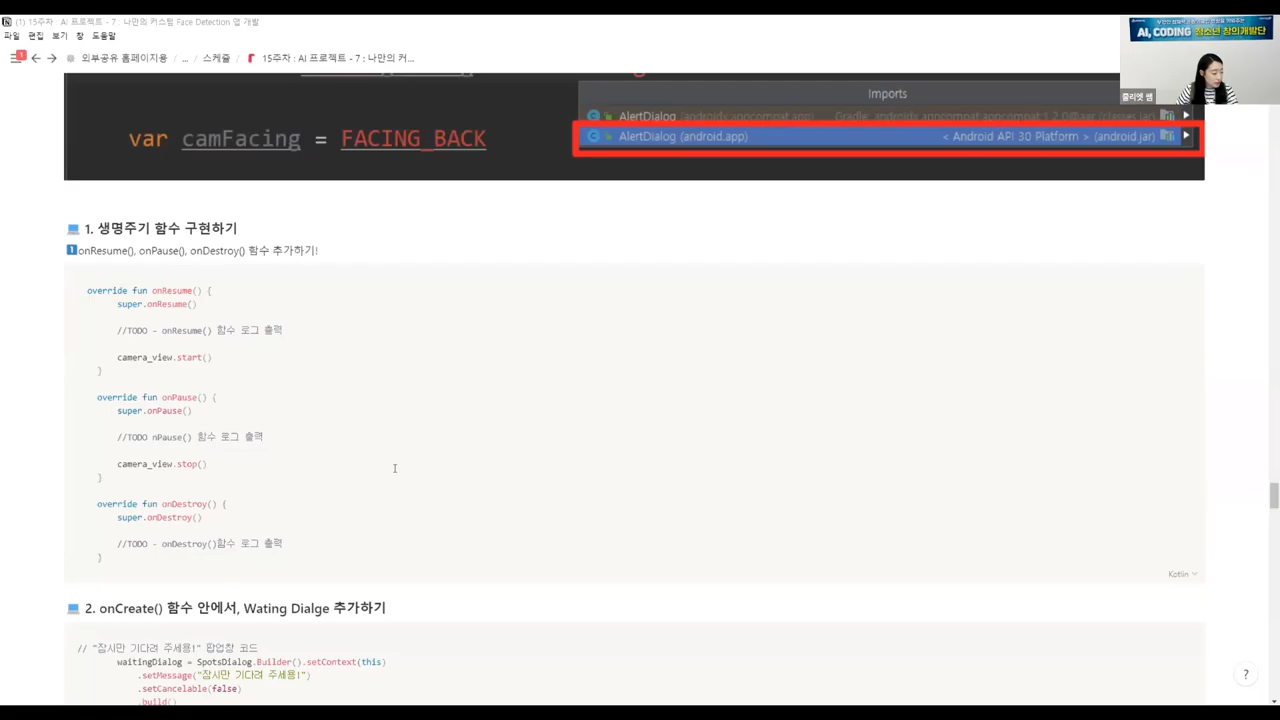 (1) 15주차 : AI 프로젝트 - 7 : 나만의 커스텀 Face Detection 앱 개발
파일 편집 보기 창 도움말
1
외부공유 홈페이지용 / ... / 스케쥴 / 15주차 : AI 프로젝트 - 7 : 나만의 커...
AI, CODING 청소년 창의개발단
줄리엣 쌤
Imports
AlertDialog (androidx.appcompat.app)
var camFacing = FACING_BACK
AlertDialog (android.app) < Android API 30 Platform > (android.jar)
1. 생명주기 함수 구현하기
1 onResume(), onPause(), onDestroy() 함수 추가하기!
override fun onResume() {
super.onResume()
//TODO - onResume() 함수 로그 출력
camera_view.start()
}
override fun onPause() {
super.onPause()
//TODO nPause() 함수 로그 출력
camera_view.stop()
}
override fun onDestroy() {
super.onDestroy()
//TODO - onDestroy()함수 로그 출력
}
Kotlin
2. onCreate() 함수 안에서, Wating Dialge 추가하기
// "잠시만 기다려 주세용!" 팝업창 코드
waitingDialog = SpotsDialog.Builder().setContext(this)
.setMessage("잠시만 기다려 주세용!")
.setCancelable(false)
.build()
?